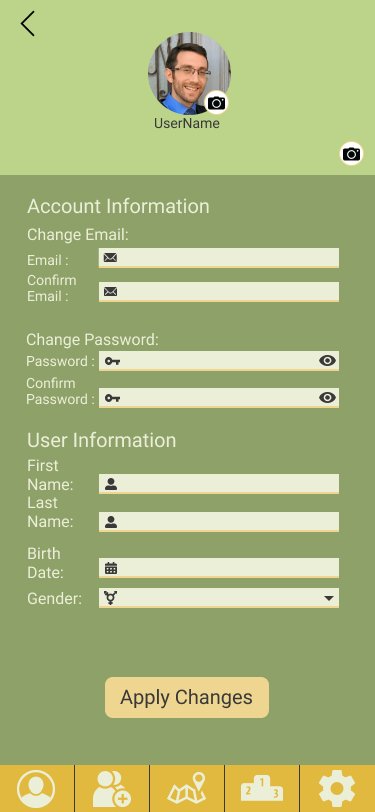 UserName
Account Information
Change Email:
Email :
Confirm
Email :
Change Password:
Password :
Confirm
Password :
User Information
First
Name:
Last
Name:
Birth
Date:
Gender:
Apply Changes
1
2
3